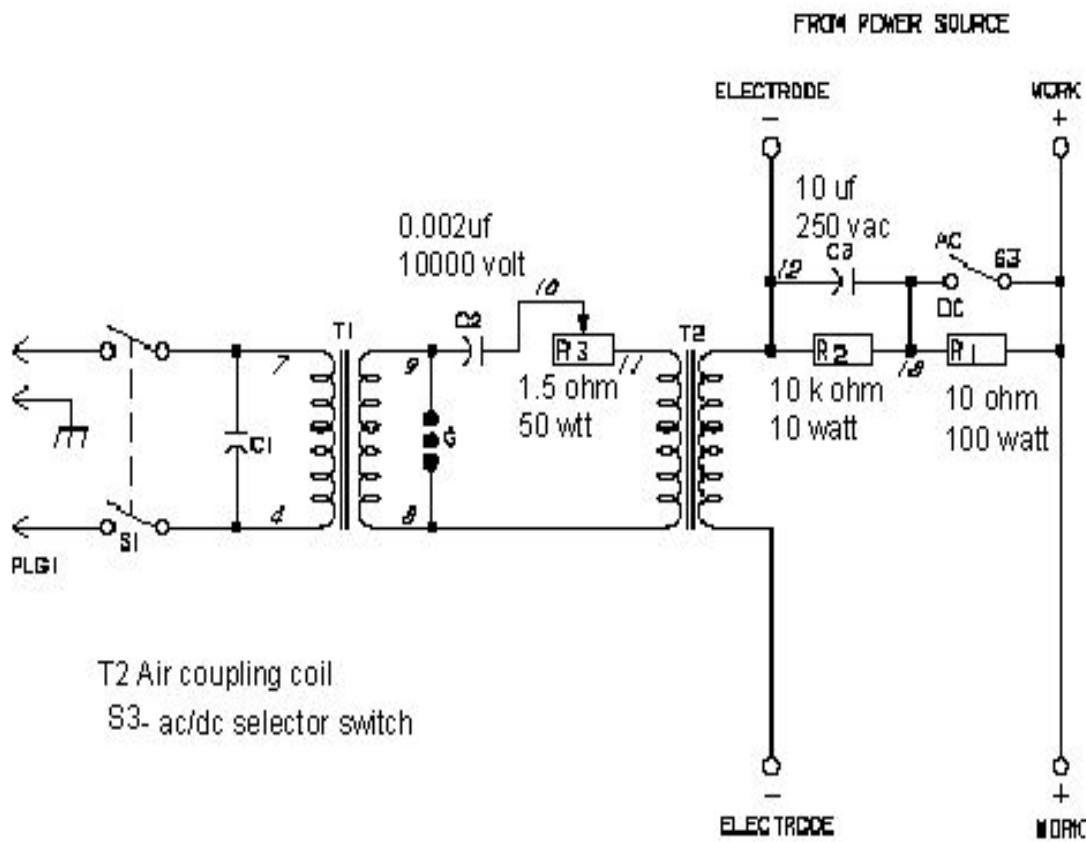 FROM POWER SOURCE
ELECTRODE
WORK
-
+
10 uf
250 vac
0.002uf
10000 volt
AC
S3
C3
12
10
DC
T1
C2
T2
7
9
R3
11
R2
13
R1
1.5 ohm
50 wtt
10 k ohm
10 watt
10 ohm
100 watt
C1
G
4
8
S1
PLG1
T2 Air coupling coil
S3- ac/dc selector switch
-
+
ELECTRODE
WORK